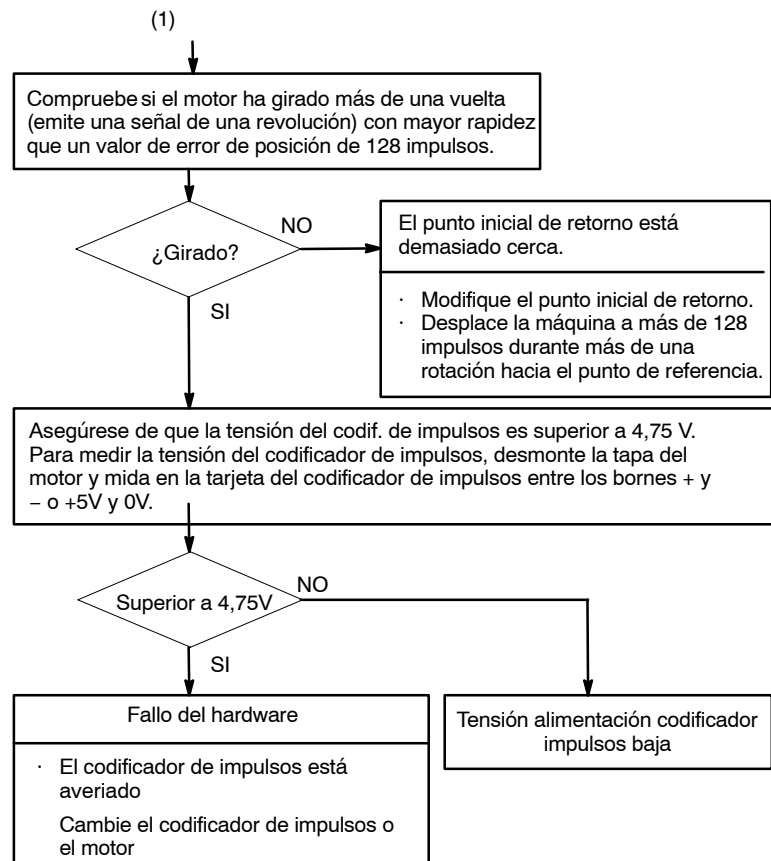 (1)
Compruebe si el motor ha girado más de una vuelta
(emite una señal de una revolución) con mayor rapidez
que un valor de error de posición de 128 impulsos.
¿Girado?
NO
SI
El punto inicial de retorno está
demasiado cerca.
· Modifique el punto inicial de retorno.
· Desplace la máquina a más de 128
impulsos durante más de una
rotación hacia el punto de referencia.
Asegúrese de que la tensión del codif. de impulsos es superior a 4,75 V.
Para medir la tensión del codificador de impulsos, desmonte la tapa del
motor y mida en la tarjeta del codificador de impulsos entre los bornes + y
– o +5V y 0V.
Superior a 4,75V
NO
SI
Fallo del hardware
· El codificador de impulsos está
averiado
Cambie el codificador de impulsos o
el motor
Tensión alimentación codificador
impulsos baja